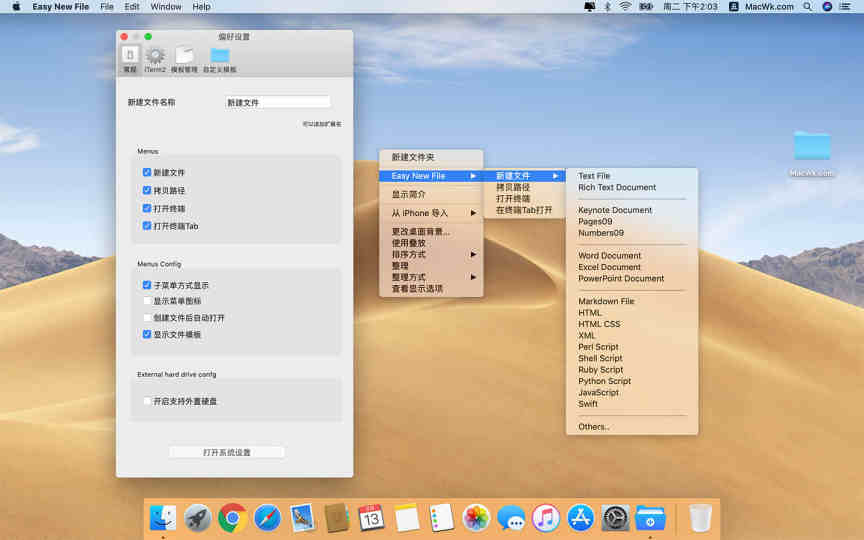 Easy New File File Edit Window Help 周二 下午2:03 MacWk.com
偏好设置
常规 iTerm2 模板管理 自定义模板
新建文件名称 新建文件
可以添加扩展名
Menus
新建文件
拷贝路径
打开终端
打开终端Tab
Menus Config
子菜单方式显示
显示菜单图标
创建文件后自动打开
显示文件模板
External hard drive confg
开启支持外置硬盘
打开系统设置
新建文件夹
Easy New File
显示简介
从 iPhone 导入
更改桌面背景...
使用叠放
排序方式
整理
整理方式
查看显示选项
新建文件
拷贝路径
打开终端
在终端Tab打开
Text File
Rich Text Document
Keynote Document
Pages09
Numbers09
Word Document
Excel Document
PowerPoint Document
Markdown File
HTML
HTML CSS
XML
Perl Script
Shell Script
Ruby Script
Python Script
JavaScript
Swift
Others..
MacWk.com
13